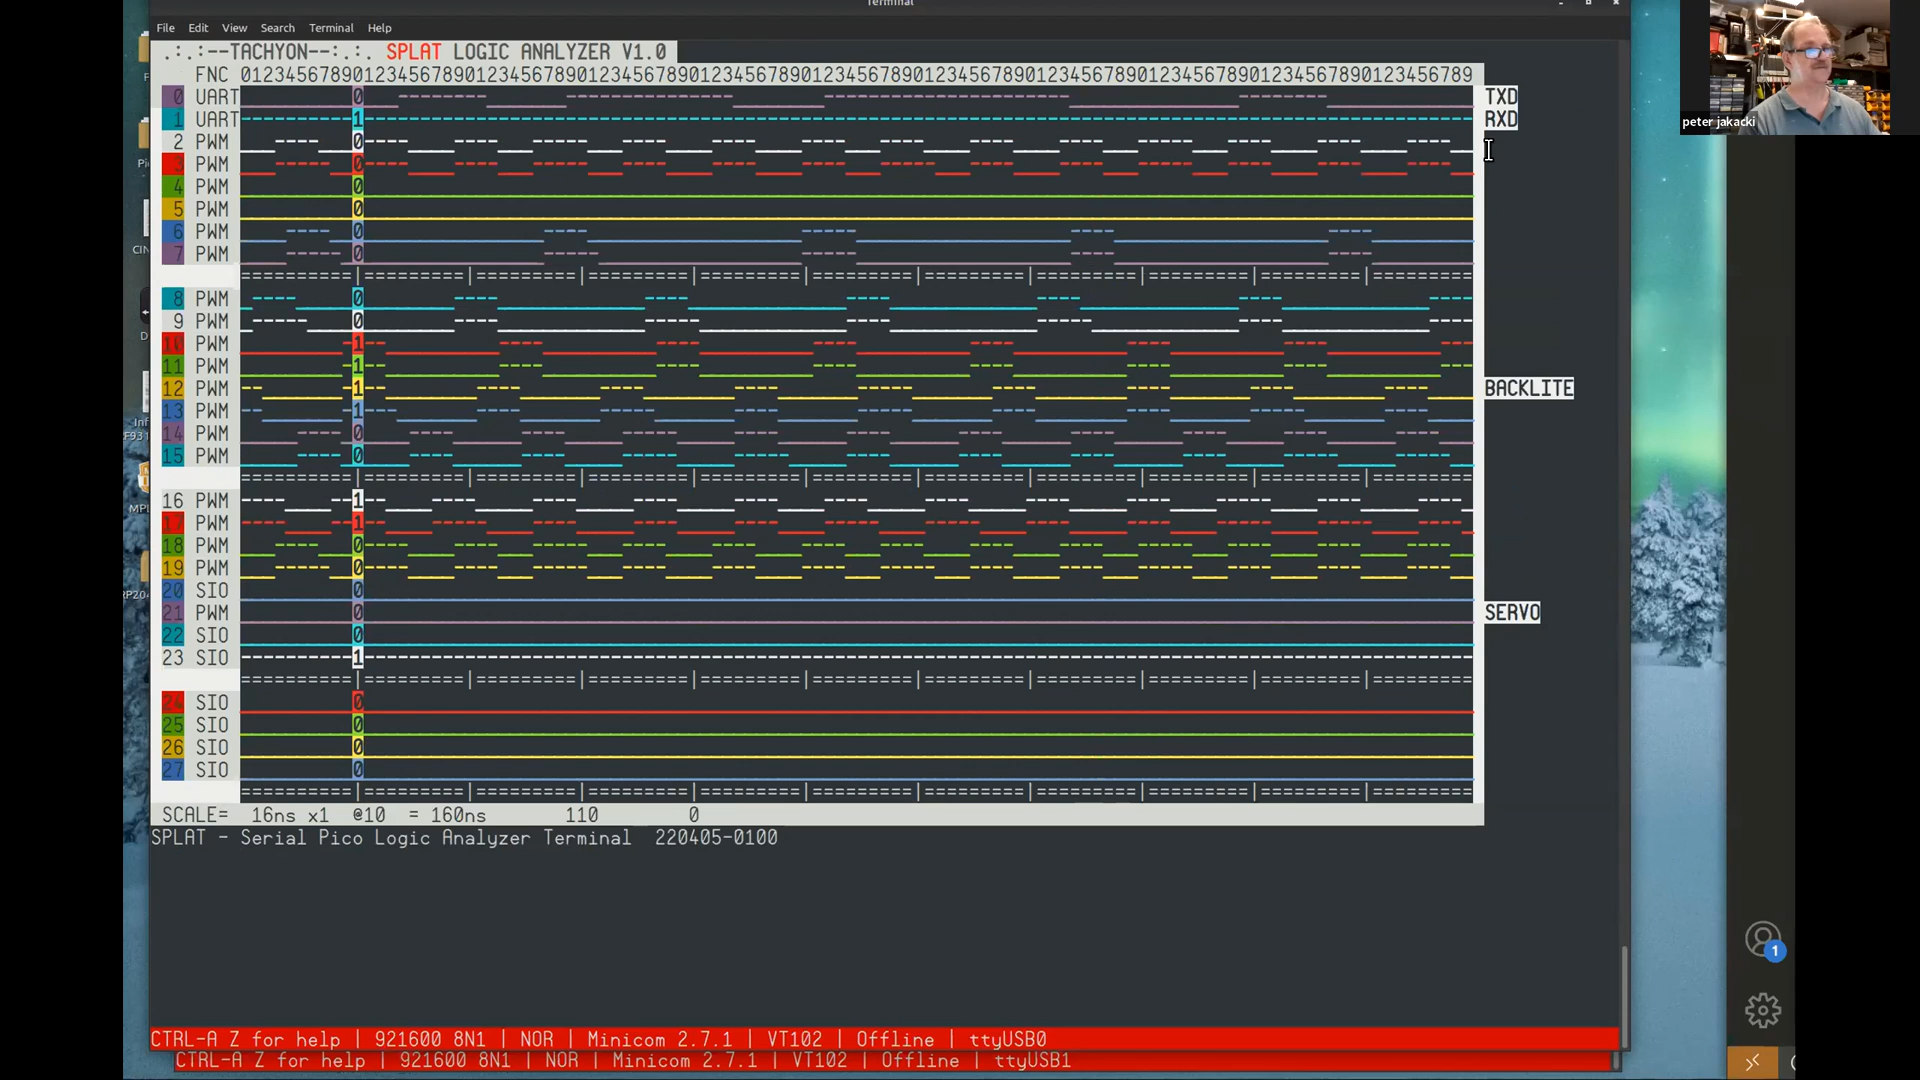 Terminal
File Edit View Search Terminal Help
.:.:--TACHYON--:.:. SPLAT LOGIC ANALYZER V1.0
FNC 01234567890123456789012345678901234567890123456789012345678901234567890123456789012345678901234567890123456789
0 UART 0 TXD
1 UART 1 RXD
2 PWM 0
3 PWM 0
4 PWM 0
5 PWM 0
6 PWM 0
7 PWM 0
8 PWM 0
9 PWM 0
10 PWM 1
11 PWM 1
12 PWM 1 BACKLITE
13 PWM 1
14 PWM 0
15 PWM 0
16 PWM 1
17 PWM 1
18 PWM 0
19 PWM 0
20 SIO 0
21 PWM 0 SERVO
22 SIO 0
23 SIO 1
24 SIO 0
25 SIO 0
26 SIO 0
27 SIO 0
SCALE= 16ns x1 @10 = 160ns 110 0
SPLAT - Serial Pico Logic Analyzer Terminal 220405-0100
CTRL-A Z for help | 921600 8N1 | NOR | Minicom 2.7.1 | VT102 | Offline | ttyUSB0
CTRL-A Z for help | 921600 8N1 | NOR | Minicom 2.7.1 | VT102 | Offline | ttyUSB1
peter jakacki
1